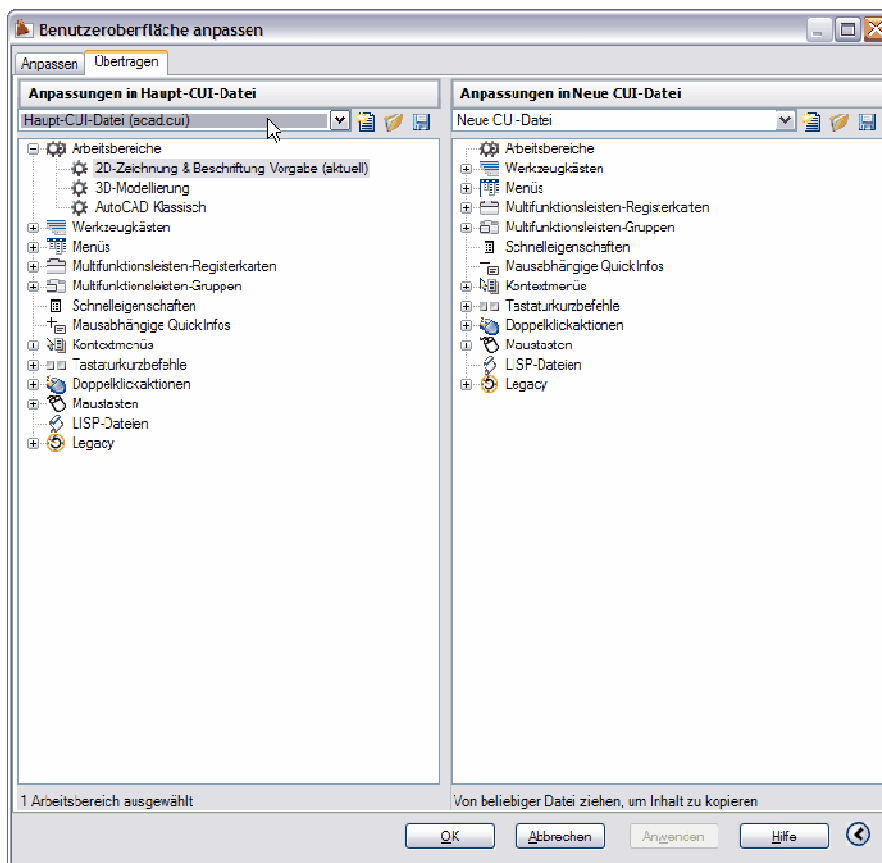 Benutzeroberfläche anpassen
Anpassen Übertragen
Anpassungen in Haupt-CUI-Datei
Haupt-CUI-Datei (acad.cui)
Arbeitsbereiche
2D-Zeichnung & Beschriftung Vorgabe (aktuell)
3D-Modellierung
AutoCAD Klassisch
Werkzeugkästen
Menüs
Multifunktionsleisten-Registerkarten
Multifunktionsleisten-Gruppen
Schnelleigenschaften
Mausabhängige QuickInfos
Kontextmenüs
Tastaturkurzbefehle
Doppelklickaktionen
Maustasten
LISP-Dateien
Legacy
1 Arbeitsbereich ausgewählt
Anpassungen in Neue CUI-Datei
Neue CUI-Datei
Arbeitsbereiche
Werkzeugkästen
Menüs
Multifunktionsleisten-Registerkarten
Multifunktionsleisten-Gruppen
Schnelleigenschaften
Mausabhängige QuickInfos
Kontextmenüs
Tastaturkurzbefehle
Doppelklickaktionen
Maustasten
LISP-Dateien
Legacy
Von beliebiger Datei ziehen, um Inhalt zu kopieren
OK Abbrechen Anwenden Hilfe